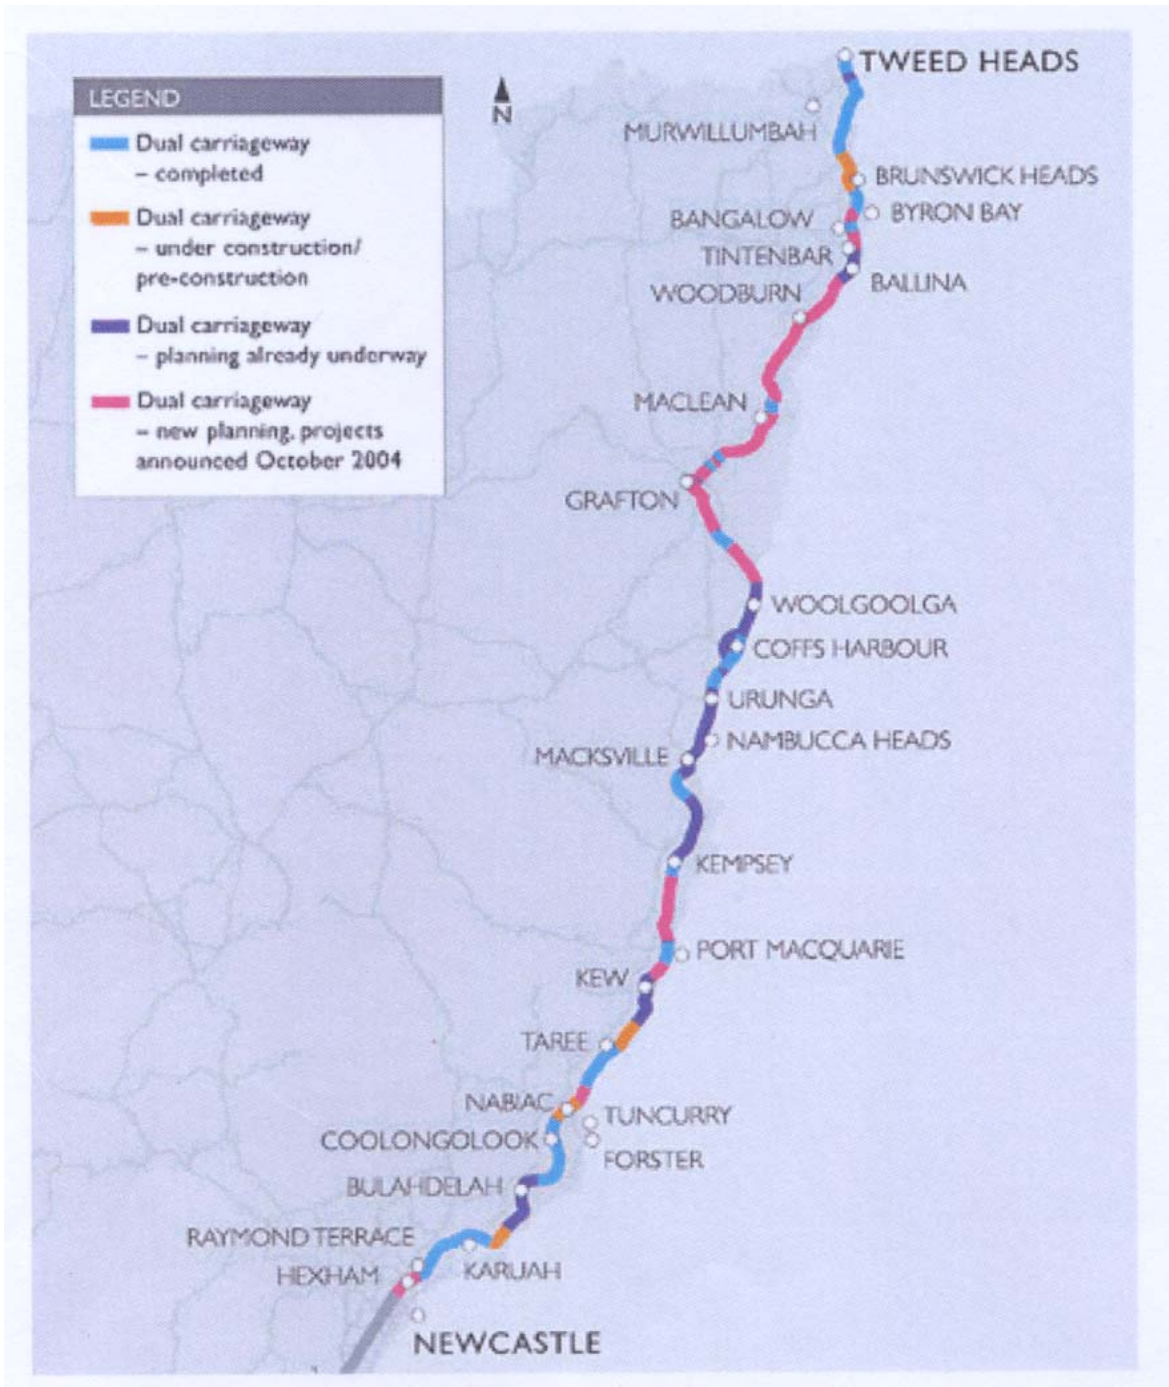 LEGEND
Dual carriageway
– completed
Dual carriageway
– under construction/
pre-construction
Dual carriageway
– planning already underway
Dual carriageway
– new planning, projects
announced October 2004
N
TWEED HEADS
MURWILLUMBAH
BRUNSWICK HEADS
BYRON BAY
BANGALOW
TINTENBAR
BALLINA
WOODBURN
MACLEAN
GRAFTON
WOOLGOOLGA
COFFS HARBOUR
URUNGA
NAMBUCCA HEADS
MACKSVILLE
KEMPSEY
PORT MACQUARIE
KEW
TAREE
NABIAC
TUNCURRY
COOLONGOLOOK
FORSTER
BULAHDELAH
RAYMOND TERRACE
KARUAH
HEXHAM
NEWCASTLE